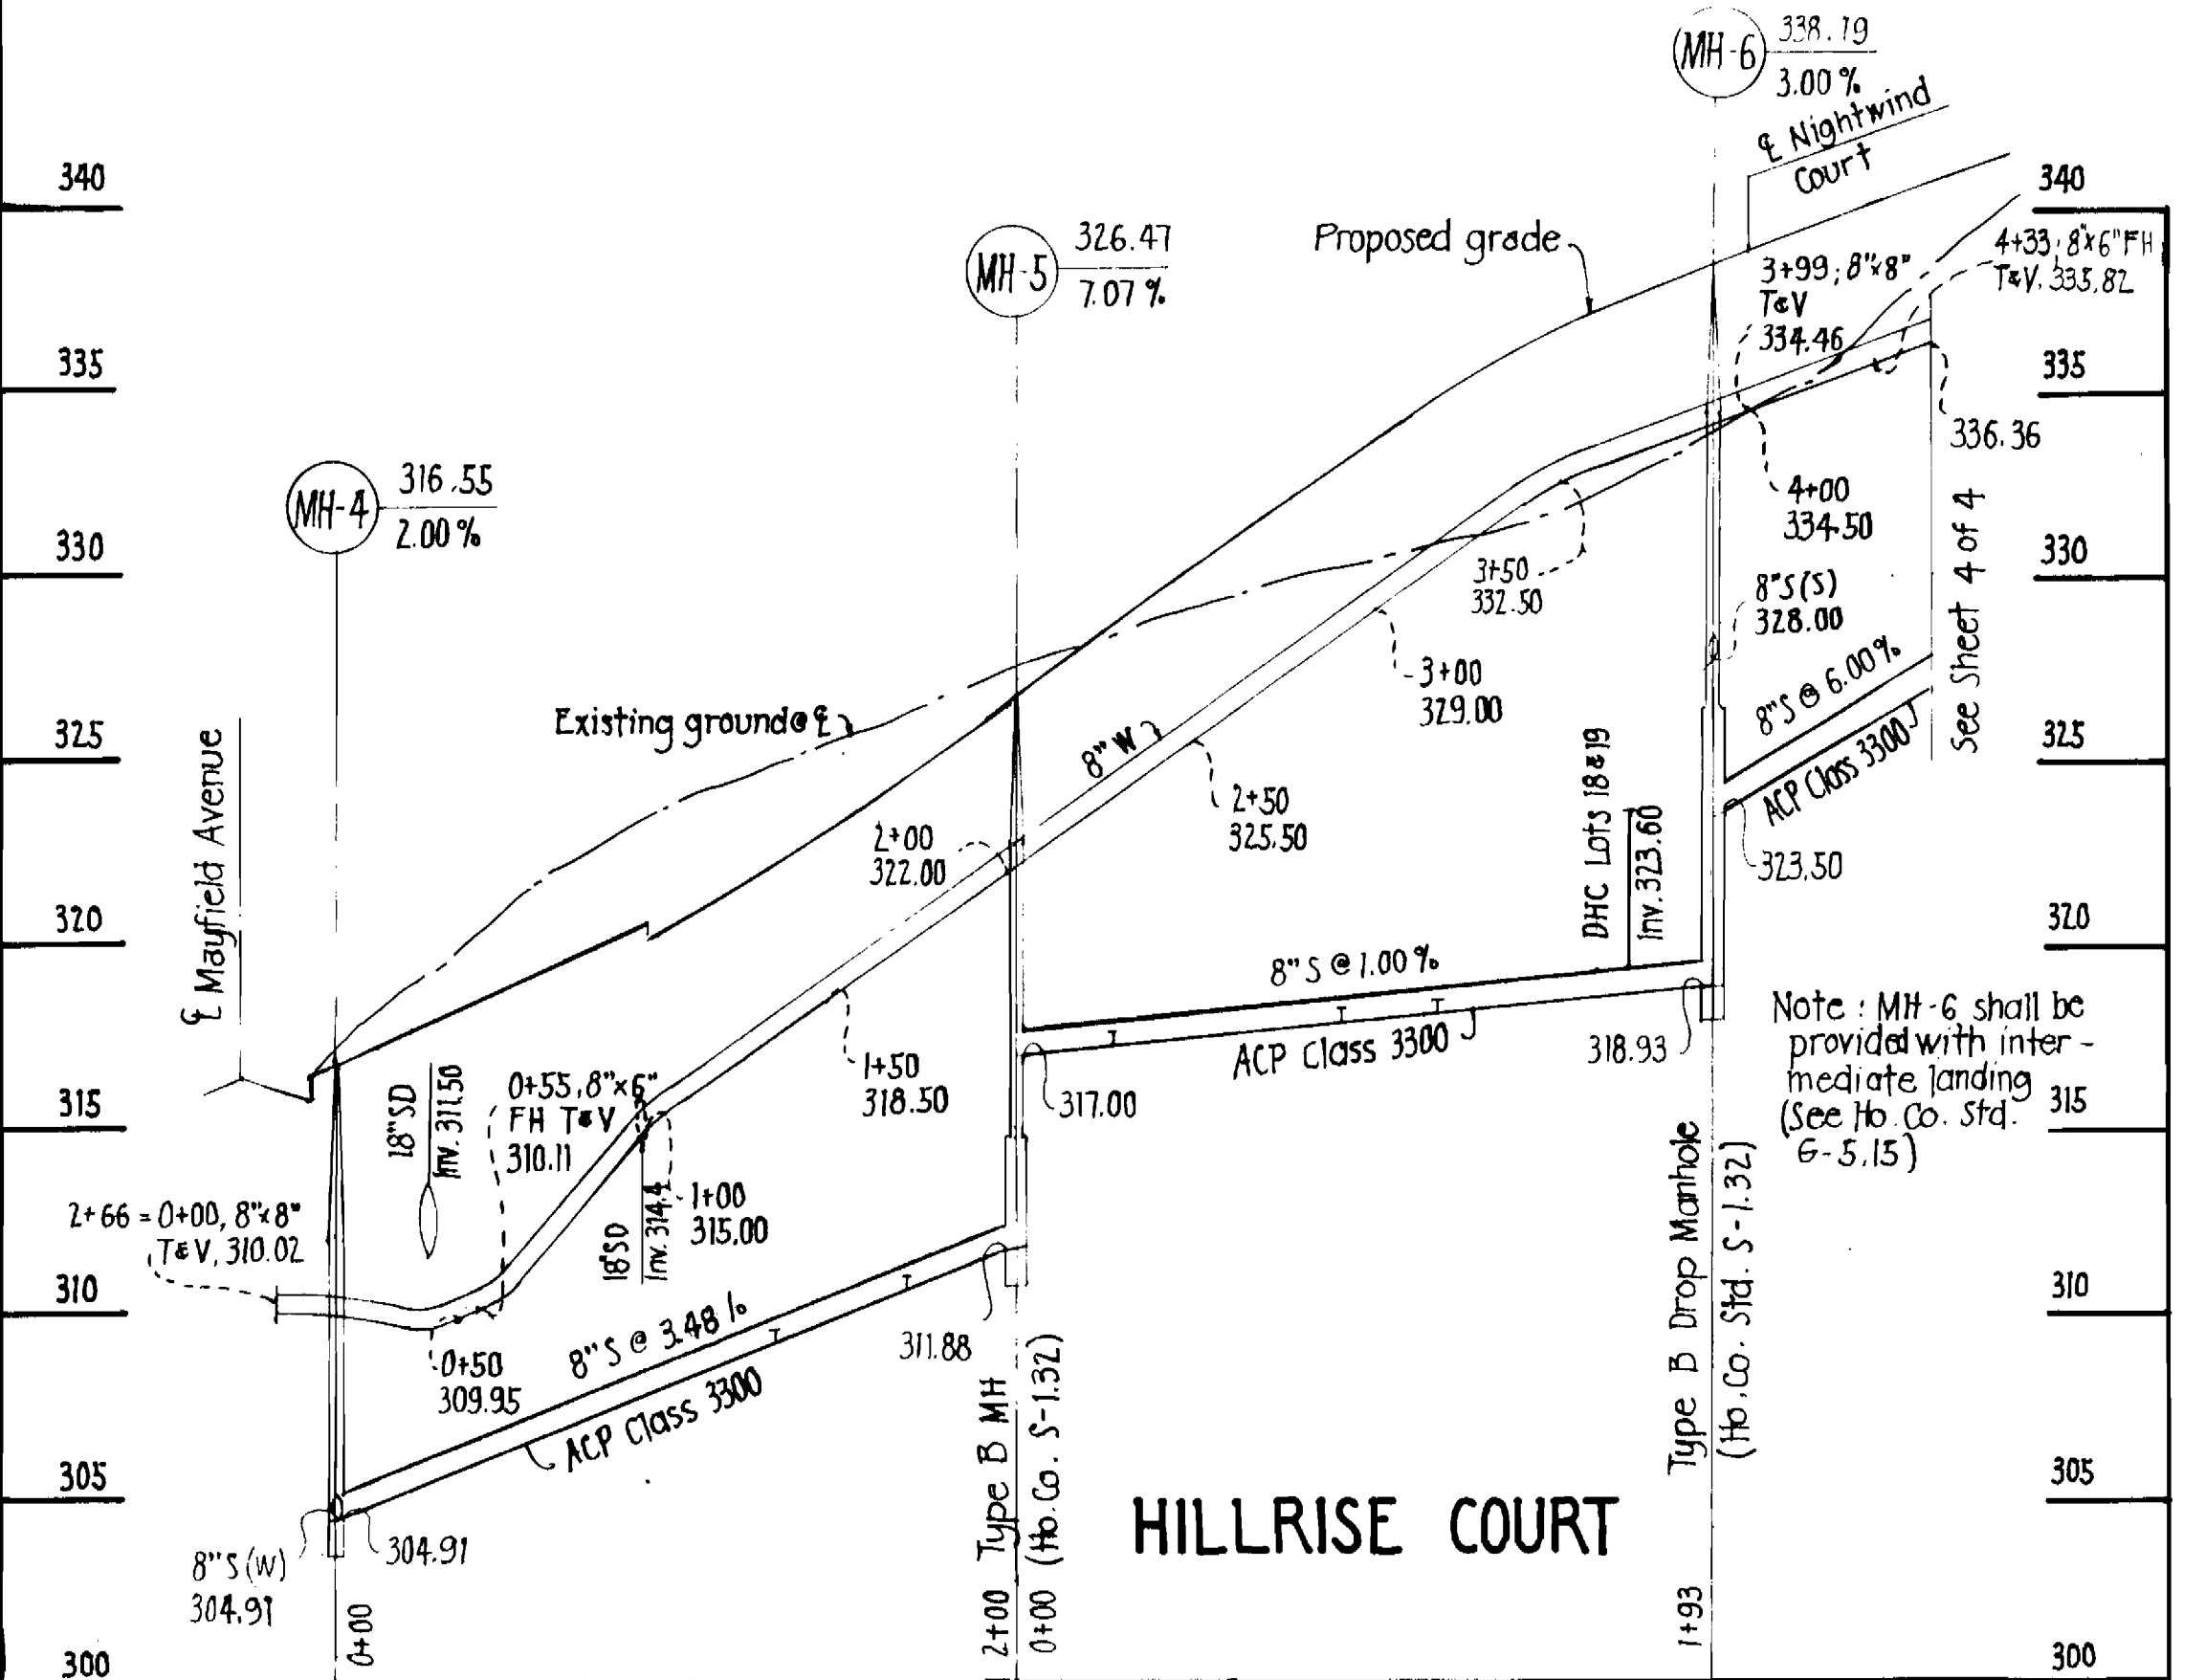 MH-6
338.19
3.00 %
℄ Nightwind
Court
340
335
330
325
320
315
310
305
300
340
335
330
325
320
315
310
305
300
MH-5
326.47
7.07 %
Proposed grade
3+99; 8"x8"
T&V
334.46
4+33; 8"x6" FH
T&V, 335.82
336.36
4+00
334.50
See Sheet 4 of 4
MH-4
316.55
2.00 %
3+50
332.50
8"S(S)
328.00
3+00
329.00
8"S @ 6.00%
ACP Class 3300
Existing ground @ ℄
8" W
2+50
325.50
DHC Lots 18 & 19
Inv. 323.60
323.50
℄ Mayfield Avenue
2+00
322.00
8" S @ 1.00 %
ACP Class 3300
318.93
Note : MH-6 shall be
provided with inter-
mediate landing
(See Ho. Co. Std.
G-5.15)
1+50
318.50
317.00
18" SD
Inv. 311.50
0+55, 8"x6"
FH T&V
310.11
1+00
315.00
18" SD
Inv. 314.4
2+66 = 0+00, 8"x8"
T&V, 310.02
0+50
309.95
8" S @ 3.48 %
ACP Class 3300
311.88
8" S (W)
304.91
304.91
0+00
2+00 Type B MH
0+00 (Ho. Co. S-1.32)
HILLRISE COURT
1+93 Type B Drop Manhole
(Ho. Co. Std. S-1.32)